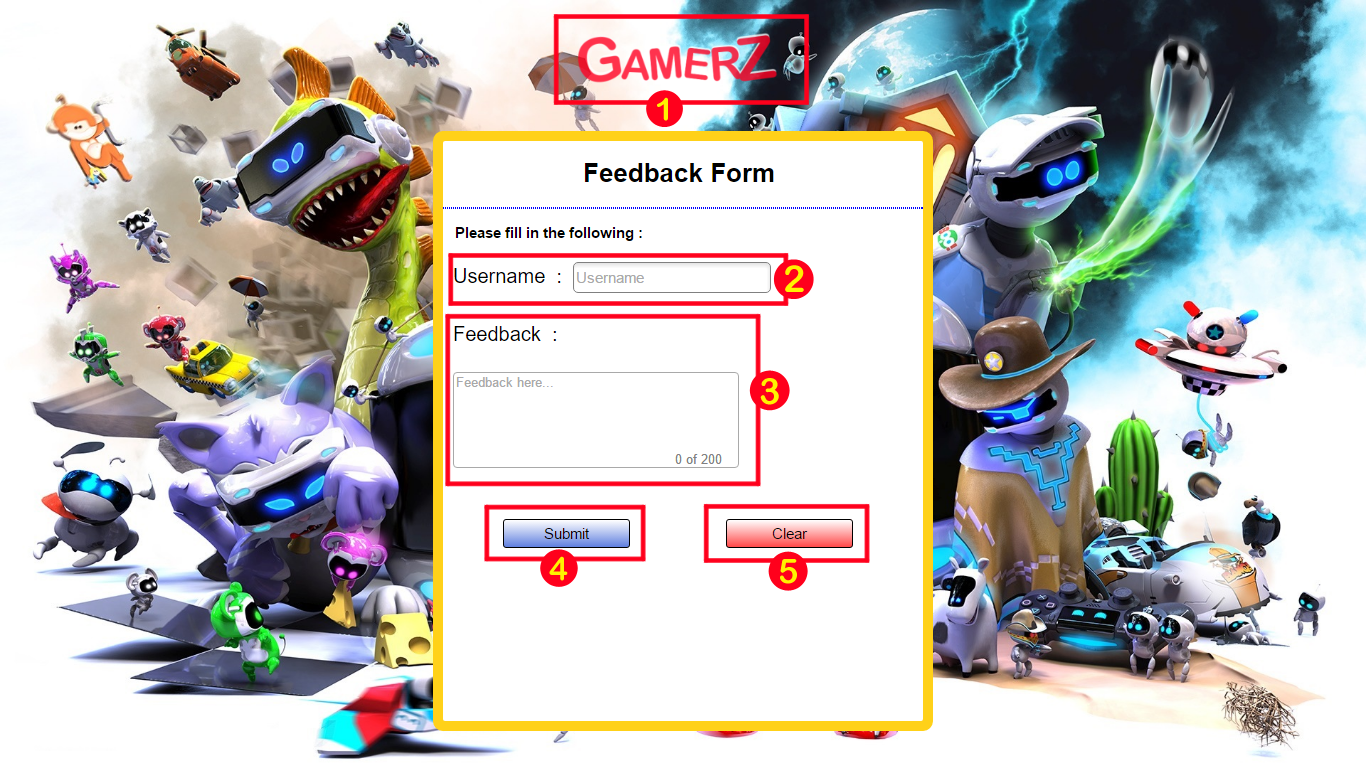 GAMERZ
1
Feedback Form
Please fill in the following :
Username : Username
2
Feedback :
Feedback here...
3
0 of 200
Submit Clear
4 5